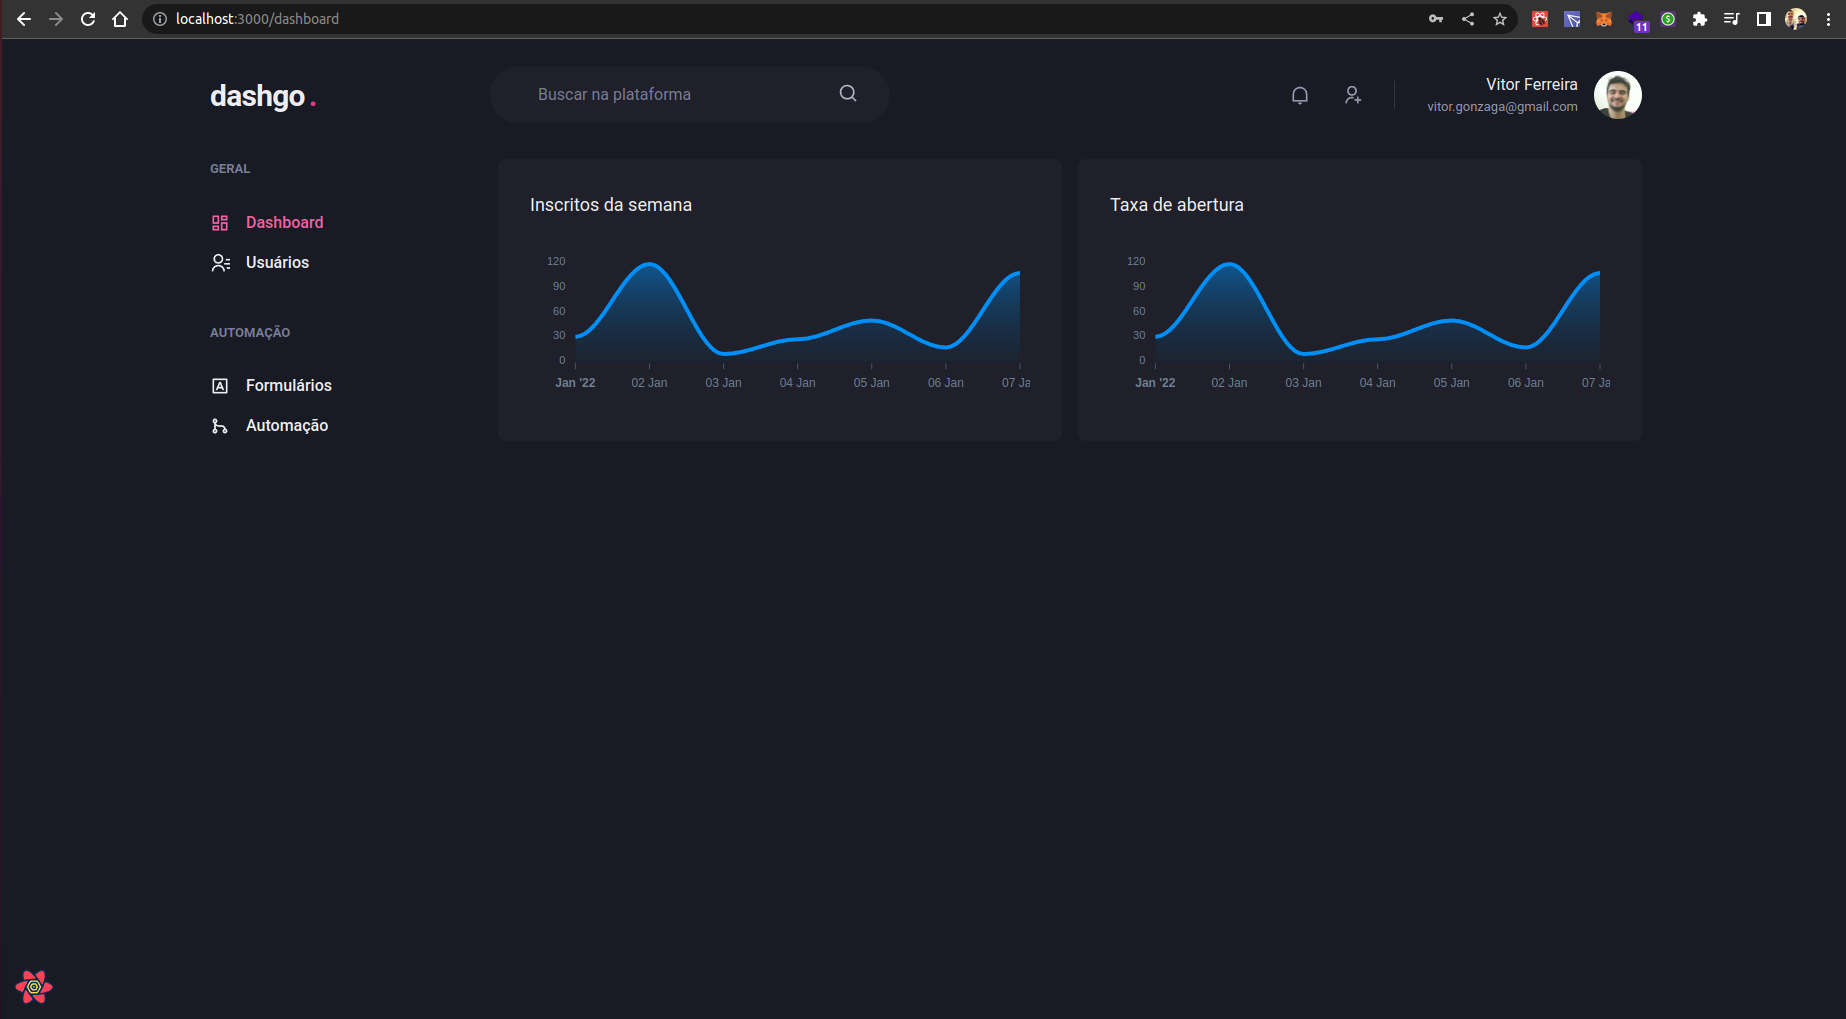 localhost:3000/dashboard
11
dashgo.
Buscar na plataforma
Vitor Ferreira
vitor.gonzaga@gmail.com
GERAL
Dashboard
Usuários
AUTOMAÇÃO
Formulários
Automação
Inscritos da semana
120
90
60
30
0
Jan '22 02 Jan 03 Jan 04 Jan 05 Jan 06 Jan 07 Ja
Taxa de abertura
120
90
60
30
0
Jan '22 02 Jan 03 Jan 04 Jan 05 Jan 06 Jan 07 Ja